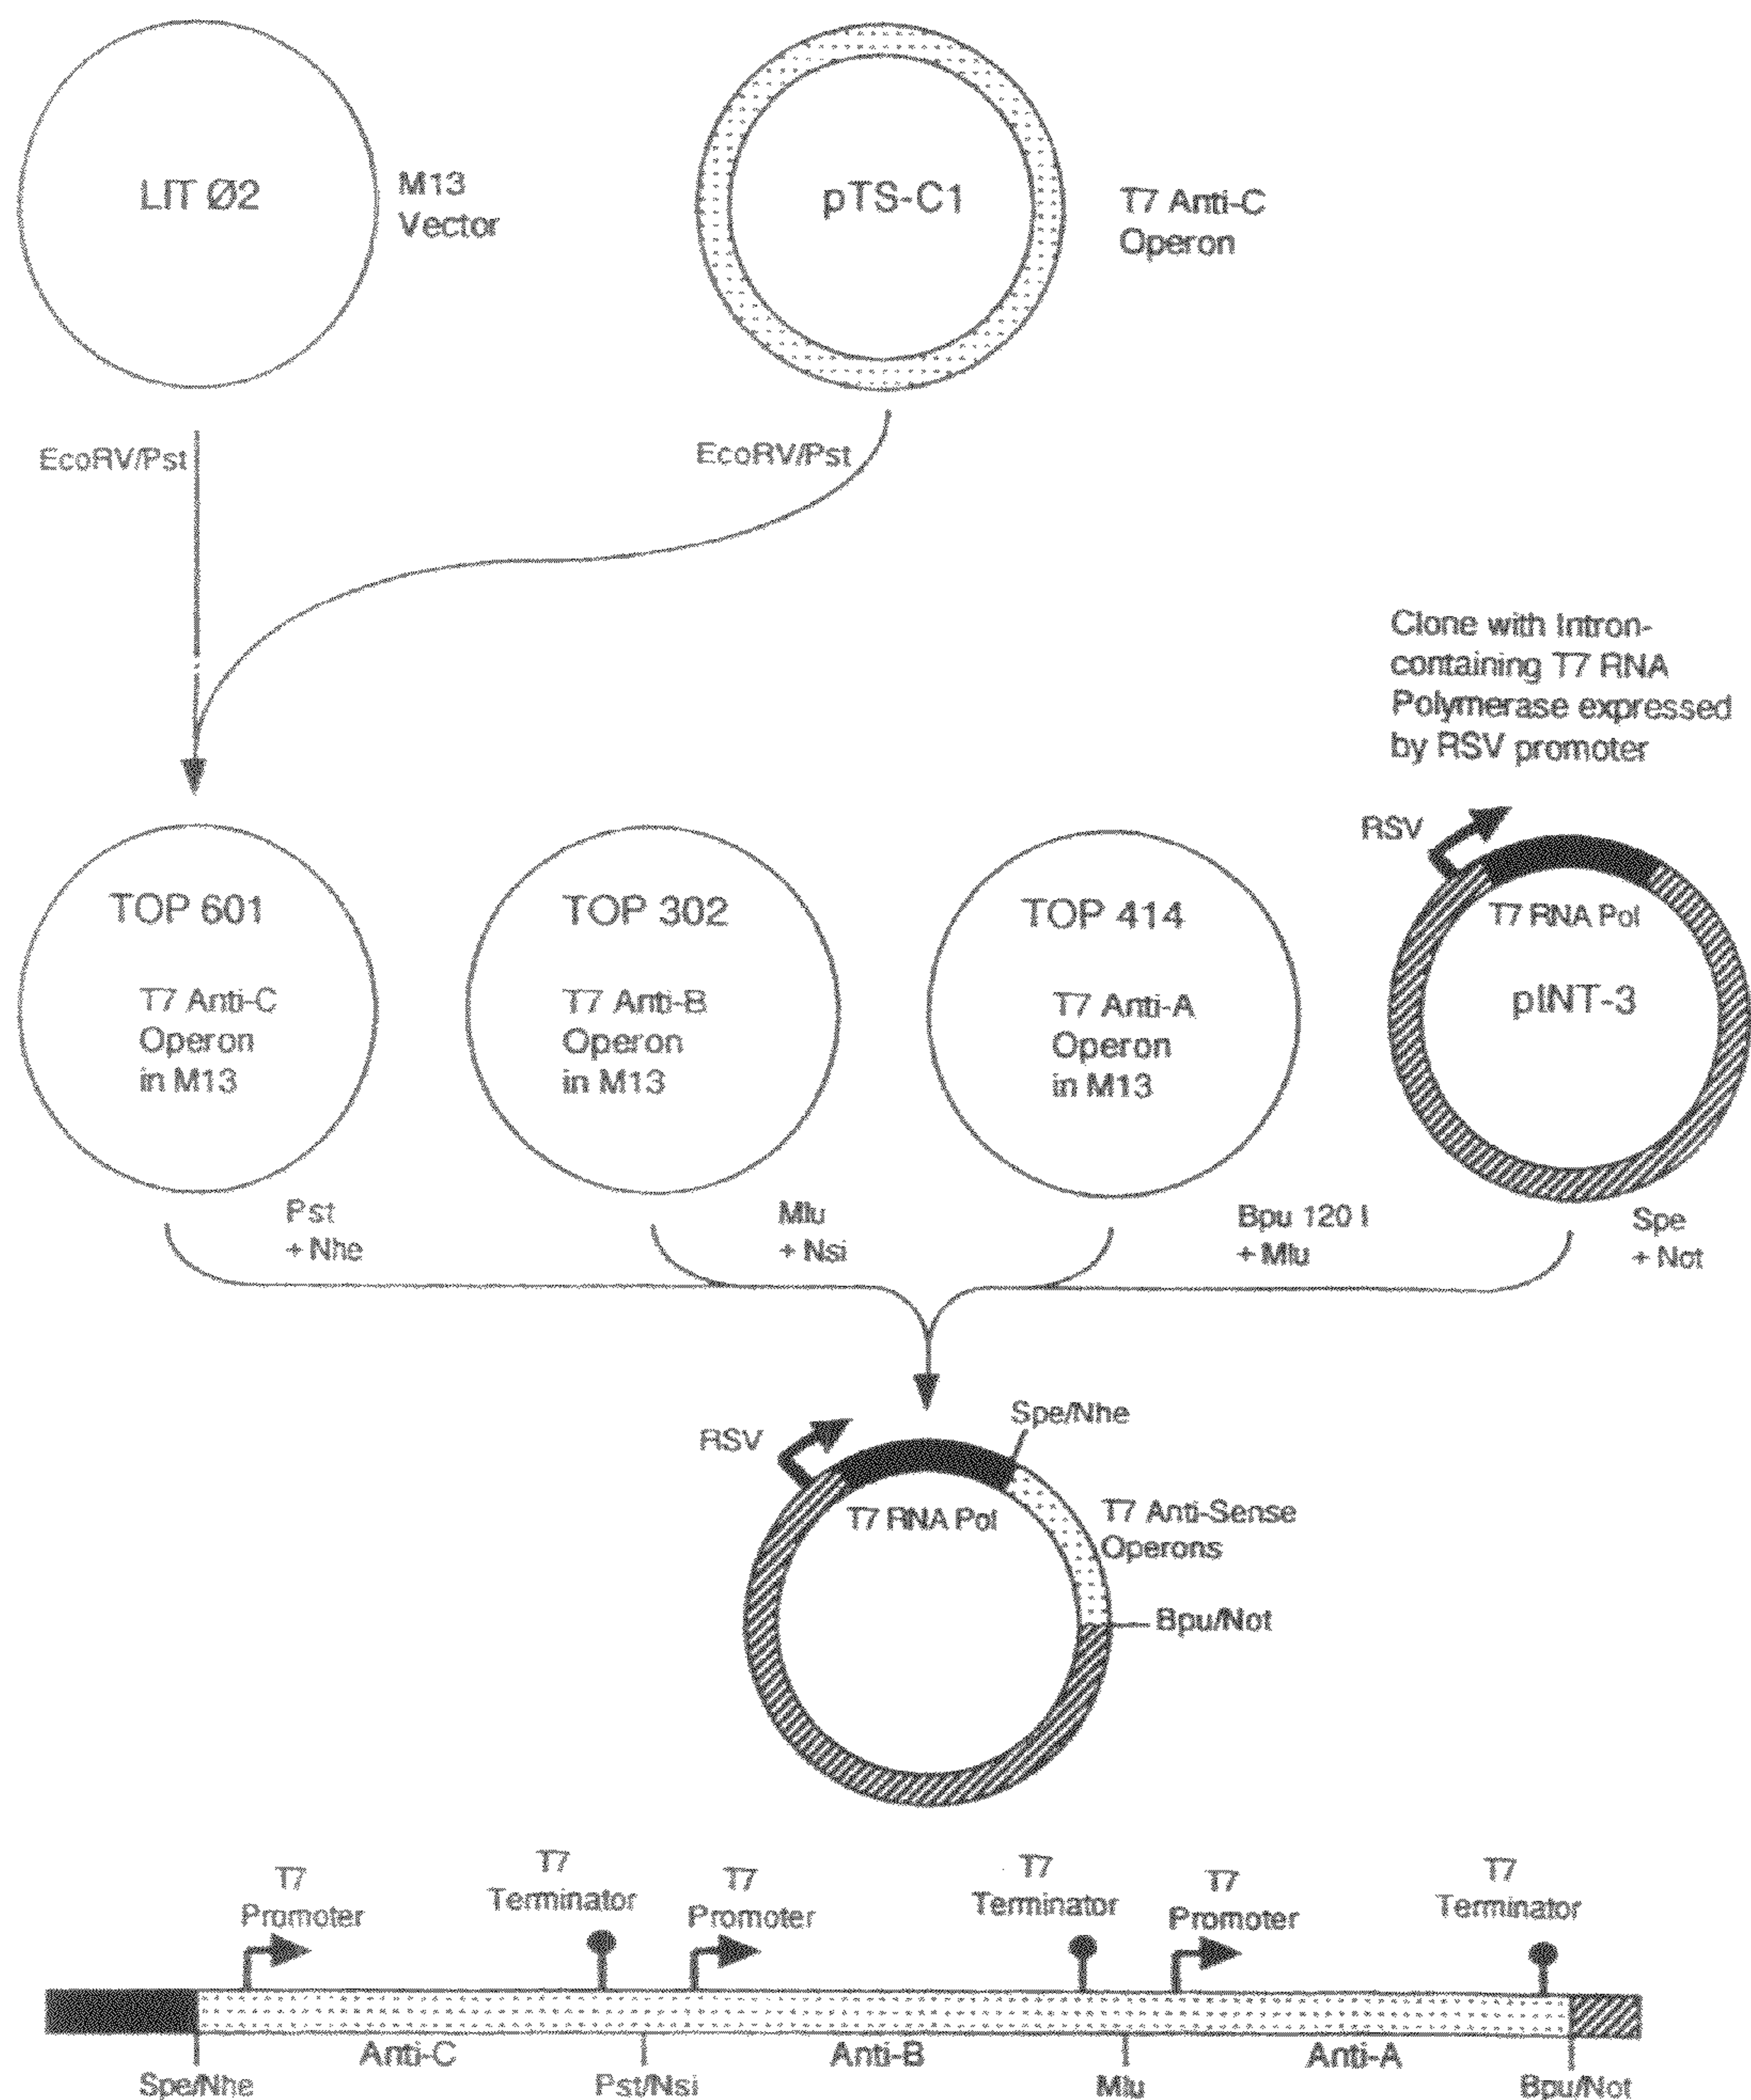 LIT Ø2
M13
Vector
pTS-C1
T7 Anti-C
Operon
EcoRV/Pst
EcoRV/Pst
Clone with Intron-
containing T7 RNA
Polymerase expressed
by RSV promoter
RSV
TOP 601
T7 Anti-C
Operon
in M13
TOP 302
T7 Anti-B
Operon
in M13
TOP 414
T7 Anti-A
Operon
in M13
T7 RNA Pol
pINT-3
Pst
+ Nhe
Mlu
+ Nsi
Bpu 120 I
+ Mlu
Spe
+ Not
RSV
Spe/Nhe
T7 RNA Pol
T7 Anti-Sense
Operons
Bpu/Not
T7
Promoter
T7
Terminator
T7
Promoter
T7
Terminator
T7
Promoter
T7
Terminator
Anti-C
Anti-B
Anti-A
Spe/Nhe
Pst/Nsi
Mlu
Bpu/Not